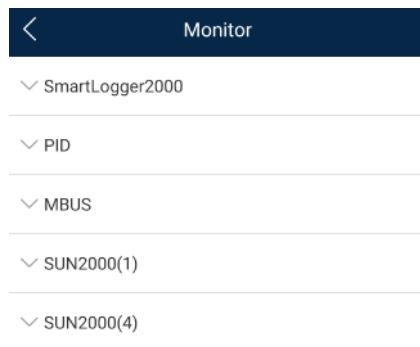 Monitor
SmartLogger2000
PID
MBUS
SUN2000(1)
SUN2000(4)